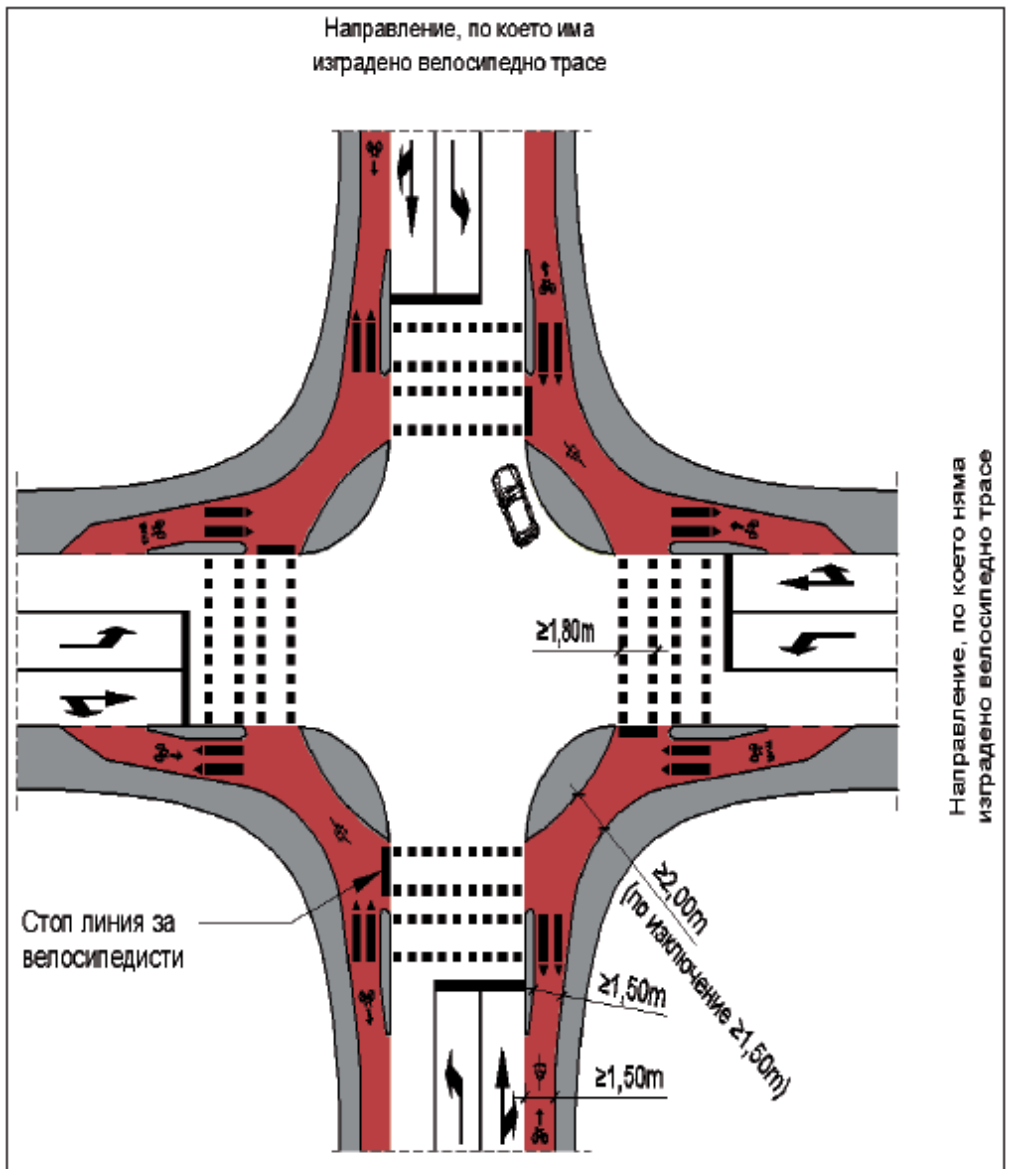 Направление, по което има
изградено велосипедно трасе
Направление, по което няма
изградено велосипедно трасе
≥1,80m
Стоп линия за
велосипедисти
≥2,00m
(по изключение ≥1,50m)
≥1,50m
≥1,50m